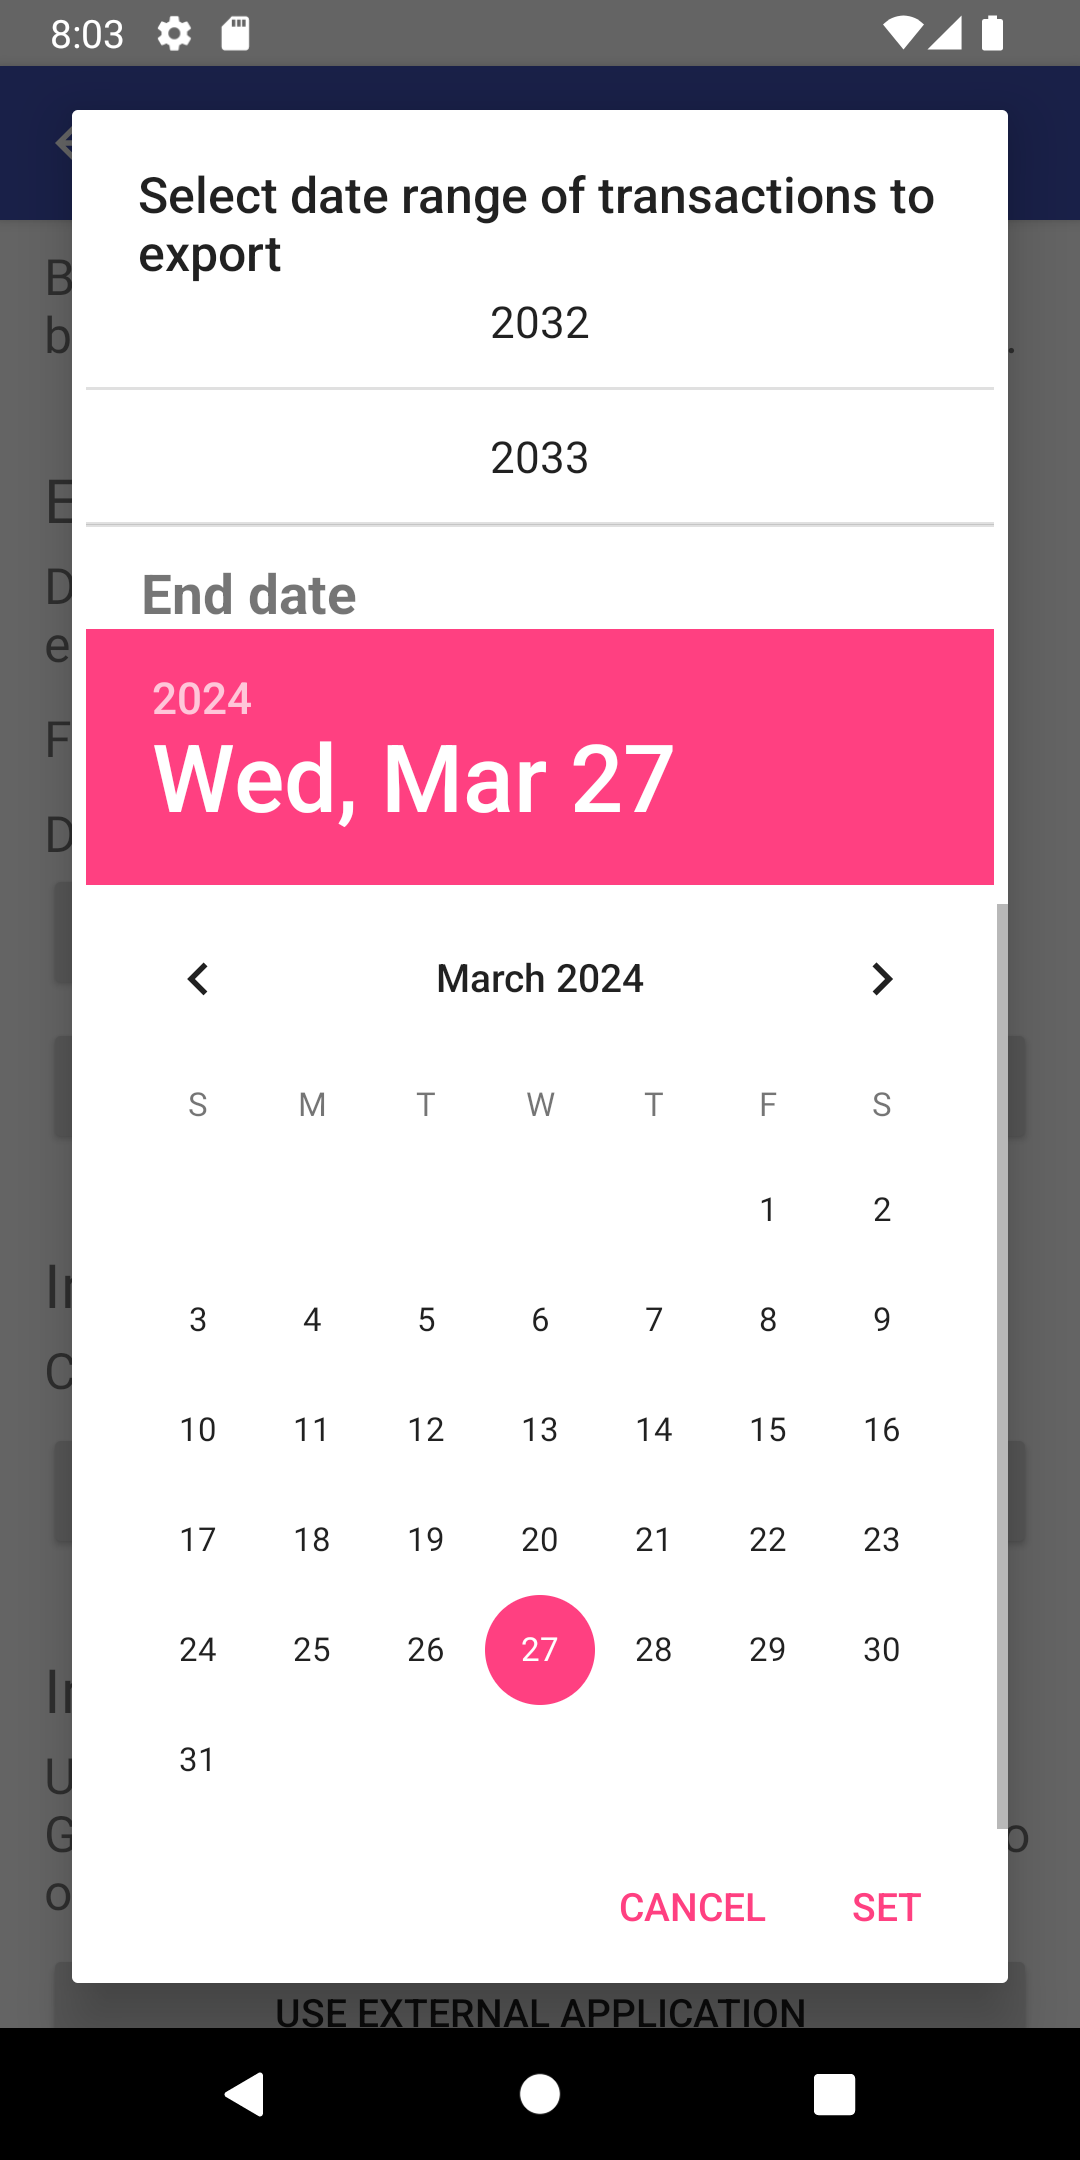 8:03
Select date range of transactions to
export
2032
2033
End date
2024
Wed, Mar 27
March 2024
S M T W T F S
1 2
3 4 5 6 7 8 9
10 11 12 13 14 15 16
17 18 19 20 21 22 23
24 25 26 27 28 29 30
31
CANCEL SET
USE EXTERNAL APPLICATION